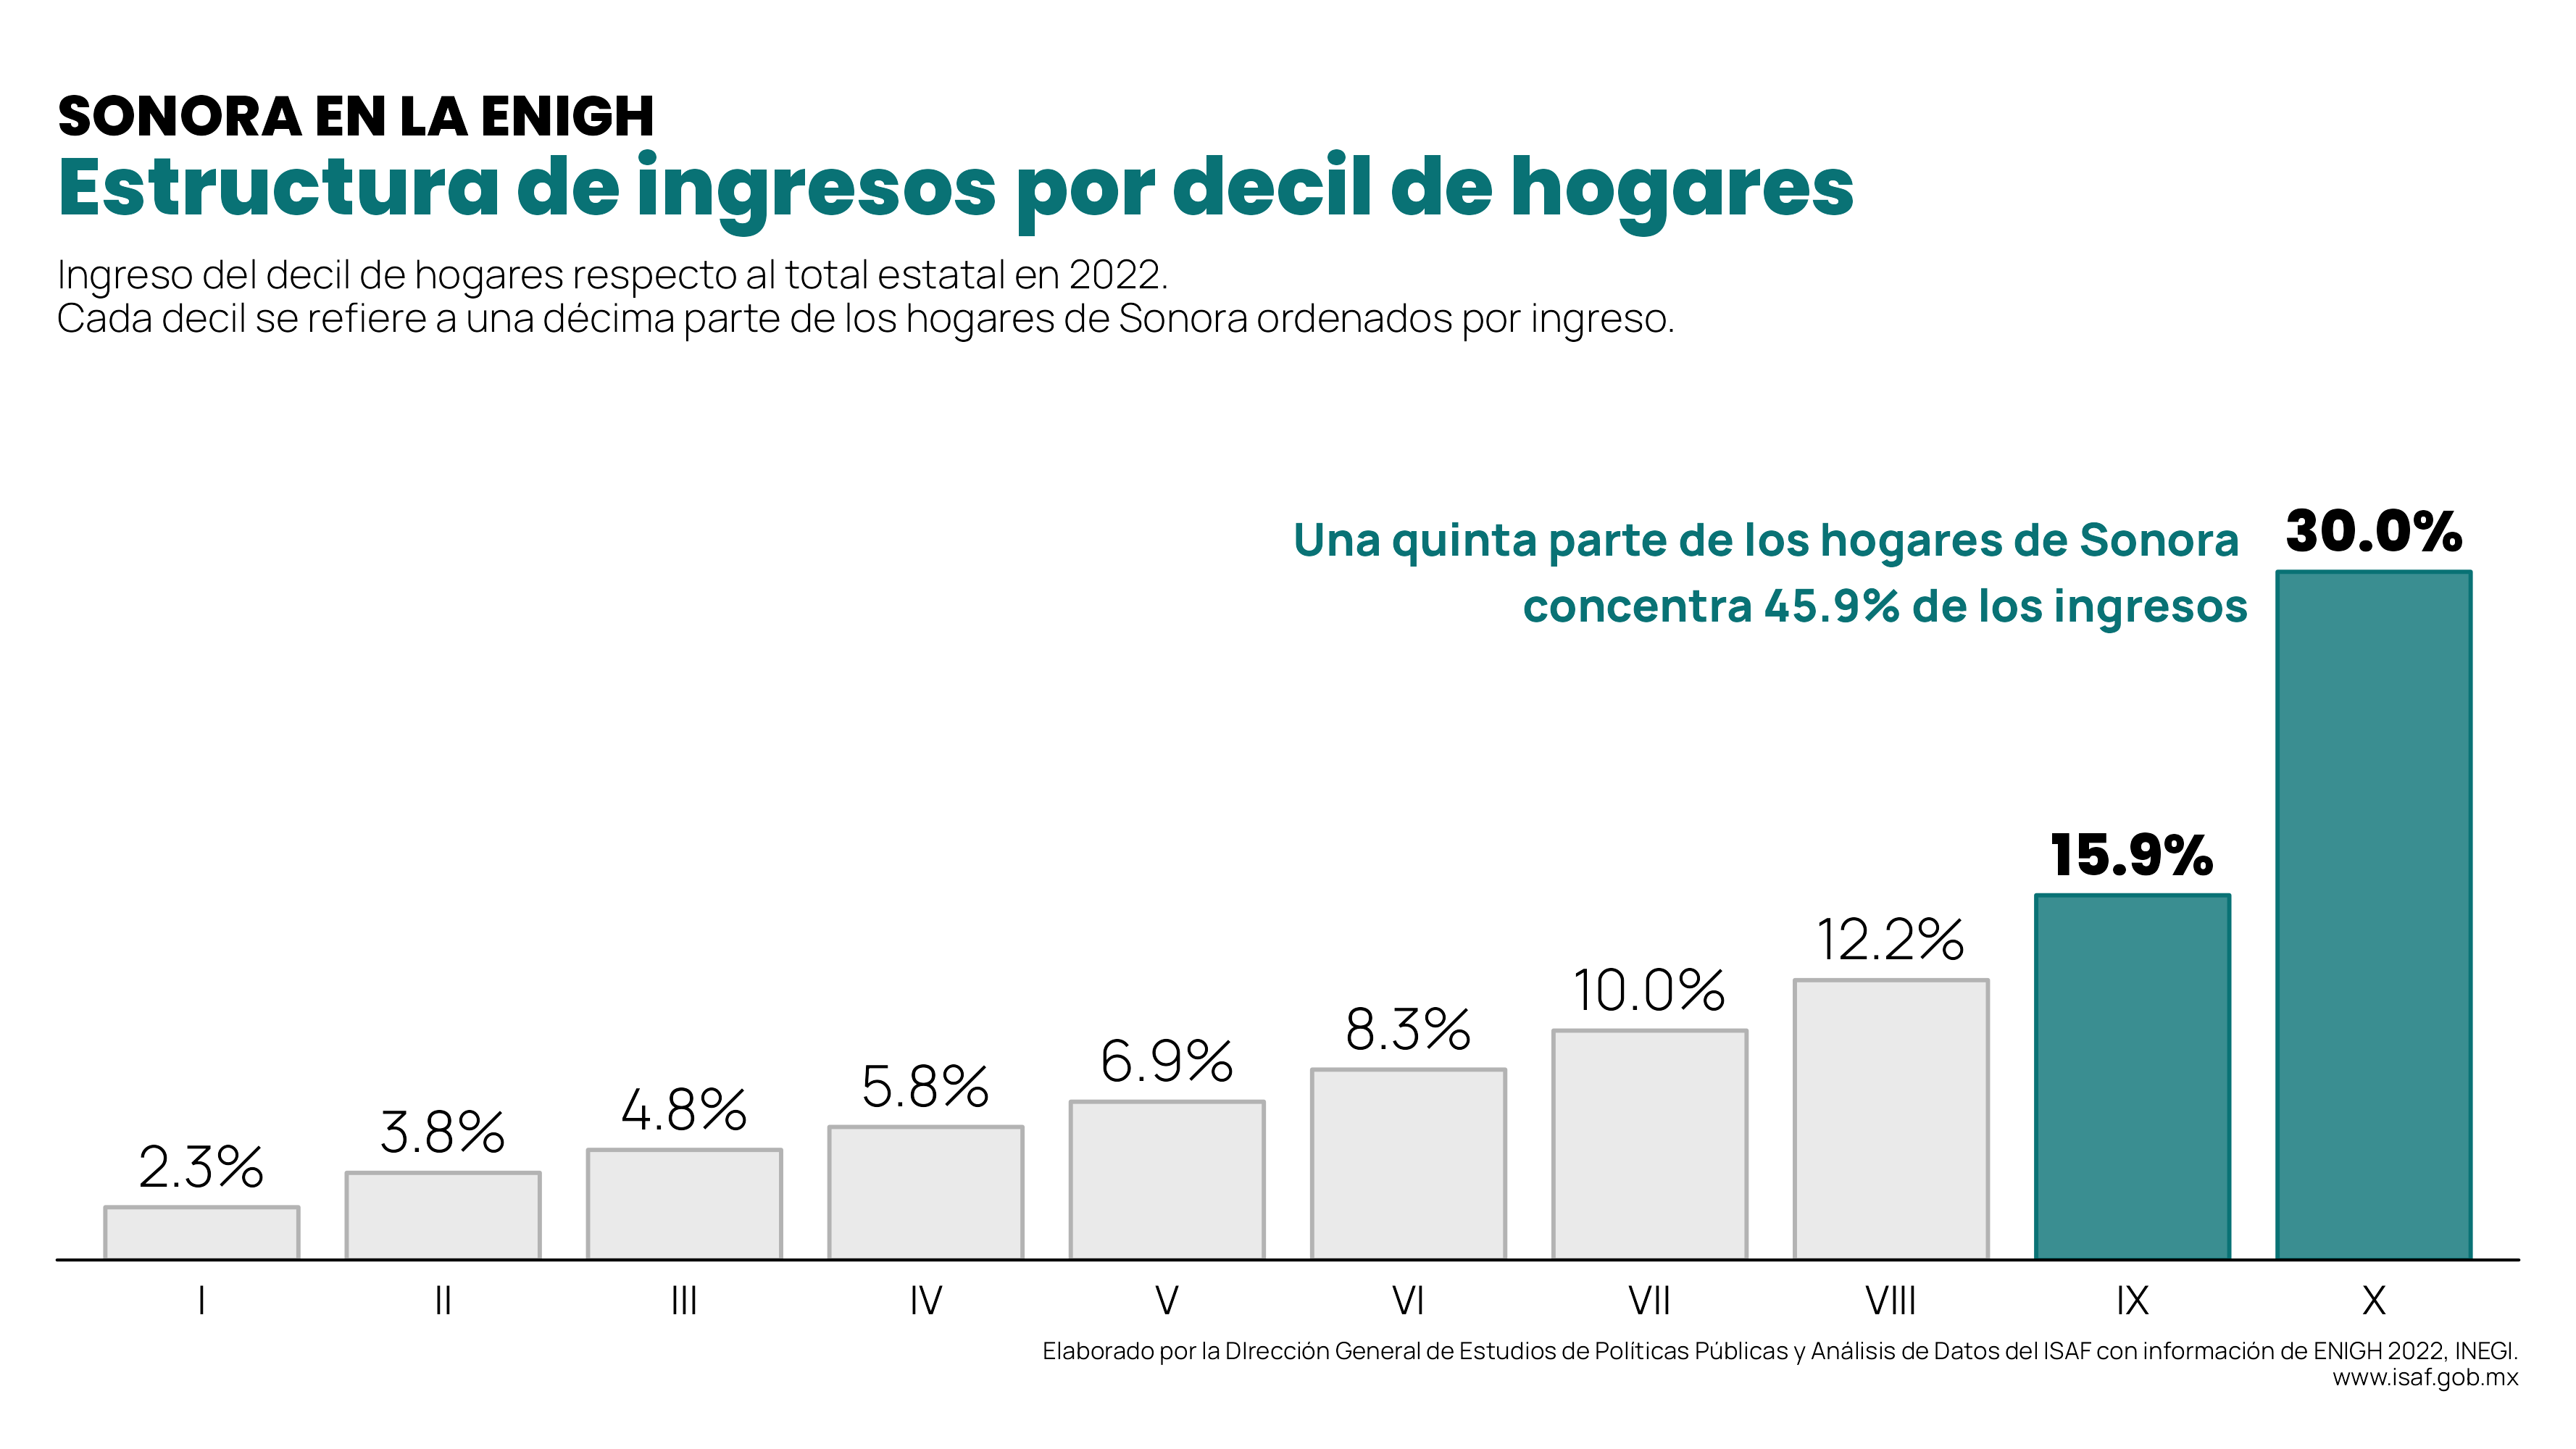 SONORA EN LA ENIGH
Estructura de ingresos por decil de hogares
Ingreso del decil de hogares respecto al total estatal en 2022.
Cada decil se refiere a una décima parte de los hogares de Sonora ordenados por ingreso.
Una quinta parte de los hogares de Sonora
concentra 45.9% de los ingresos
2.3%
3.8%
4.8%
5.8%
6.9%
8.3%
10.0%
12.2%
15.9%
30.0%
I II III IV V VI VII VIII IX X
Elaborado por la DIrección General de Estudios de Políticas Públicas y Análisis de Datos del ISAF con información de ENIGH 2022, INEGI.
www.isaf.gob.mx